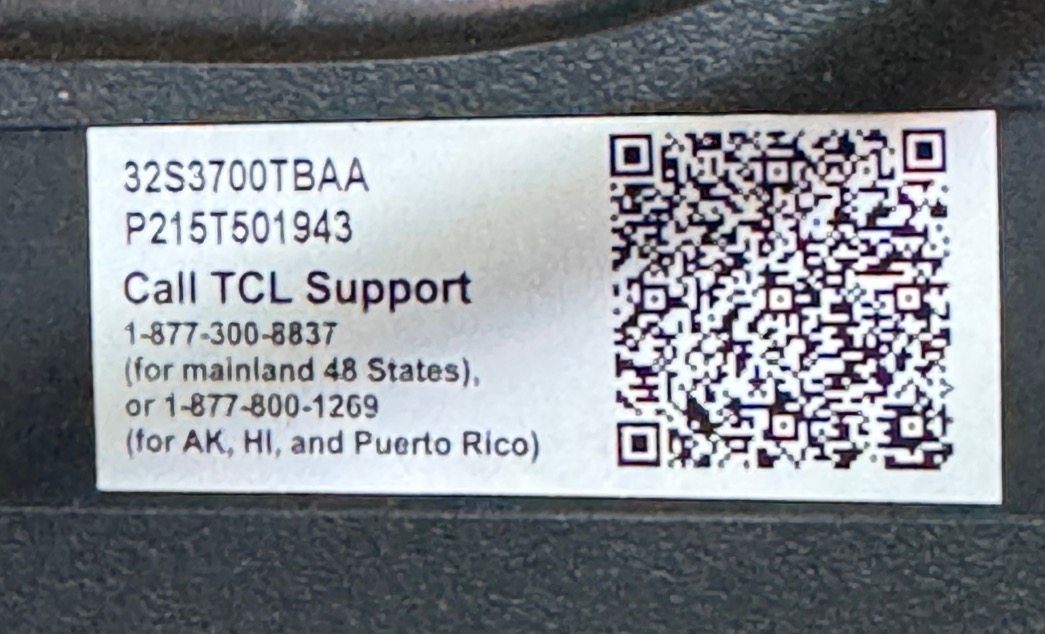 32S3700TBAA
P215T501943
Call TCL Support
1-877-300-8837
(for mainland 48 States),
or 1-877-800-1269
(for AK, HI, and Puerto Rico)